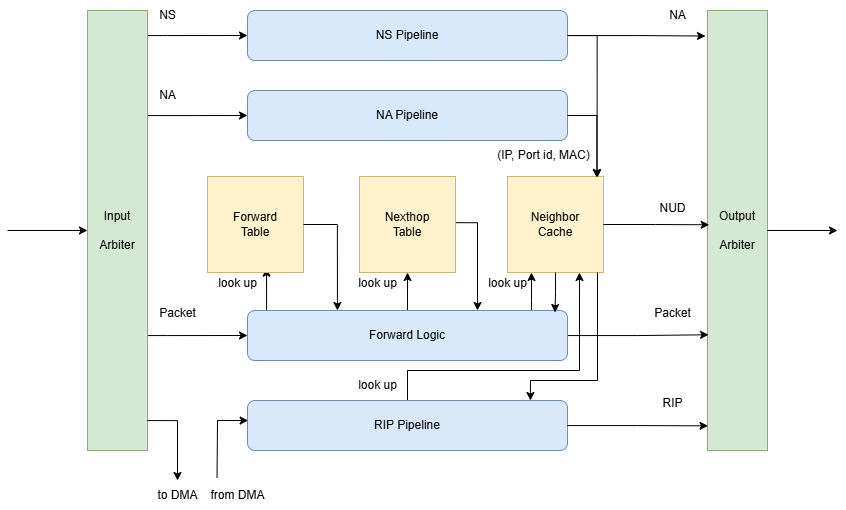 NS
NS Pipeline
NA
NA
NA Pipeline
(IP, Port id, MAC)
Input
Arbiter
Forward
Table
Nexthop
Table
Neighbor
Cache
NUD
Output
Arbiter
look up
look up
look up
Packet
Forward Logic
Packet
look up
RIP Pipeline
RIP
to DMA
from DMA